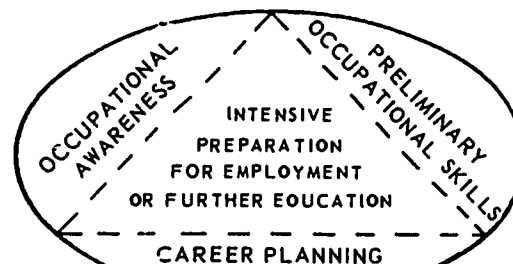 OCCUPATIONAL
AWARENESS
PRELIMINARY
OCCUPATIONAL SKILLS
INTENSIVE
PREPARATION
FOR EMPLOYMENT
OR FURTHER EOUCATION
CAREER PLANNING